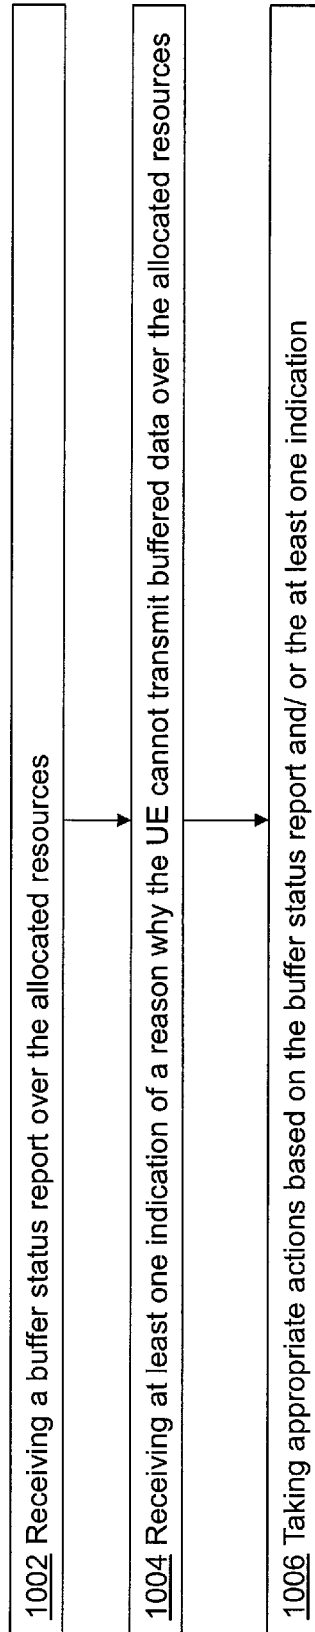 1002 Receiving a buffer status report over the allocated resources
1004 Receiving at least one indication of a reason why the UE cannot transmit buffered data over the allocated resources
1006 Taking appropriate actions based on the buffer status report and/ or the at least one indication